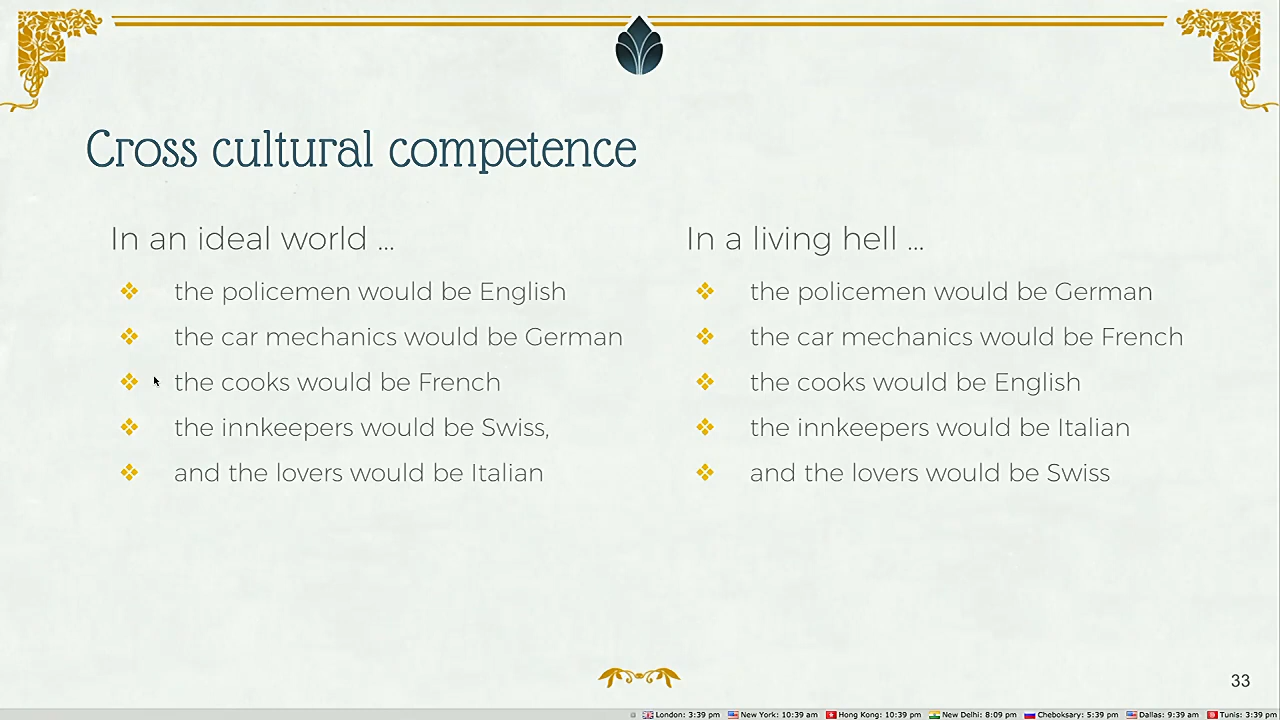 Cross cultural competence
In an ideal world ...
the policemen would be English
the car mechanics would be German
the cooks would be French
the innkeepers would be Swiss,
and the lovers would be Italian
In a living hell ...
the policemen would be German
the car mechanics would be French
the cooks would be English
the innkeepers would be Italian
and the lovers would be Swiss
33
London: 3:39 pm New York: 10:39 am Hong Kong: 10:39 pm New Delhi: 8:09 pm Cheboksary: 5:39 pm Dallas: 9:39 am Tunis: 3:39 pm